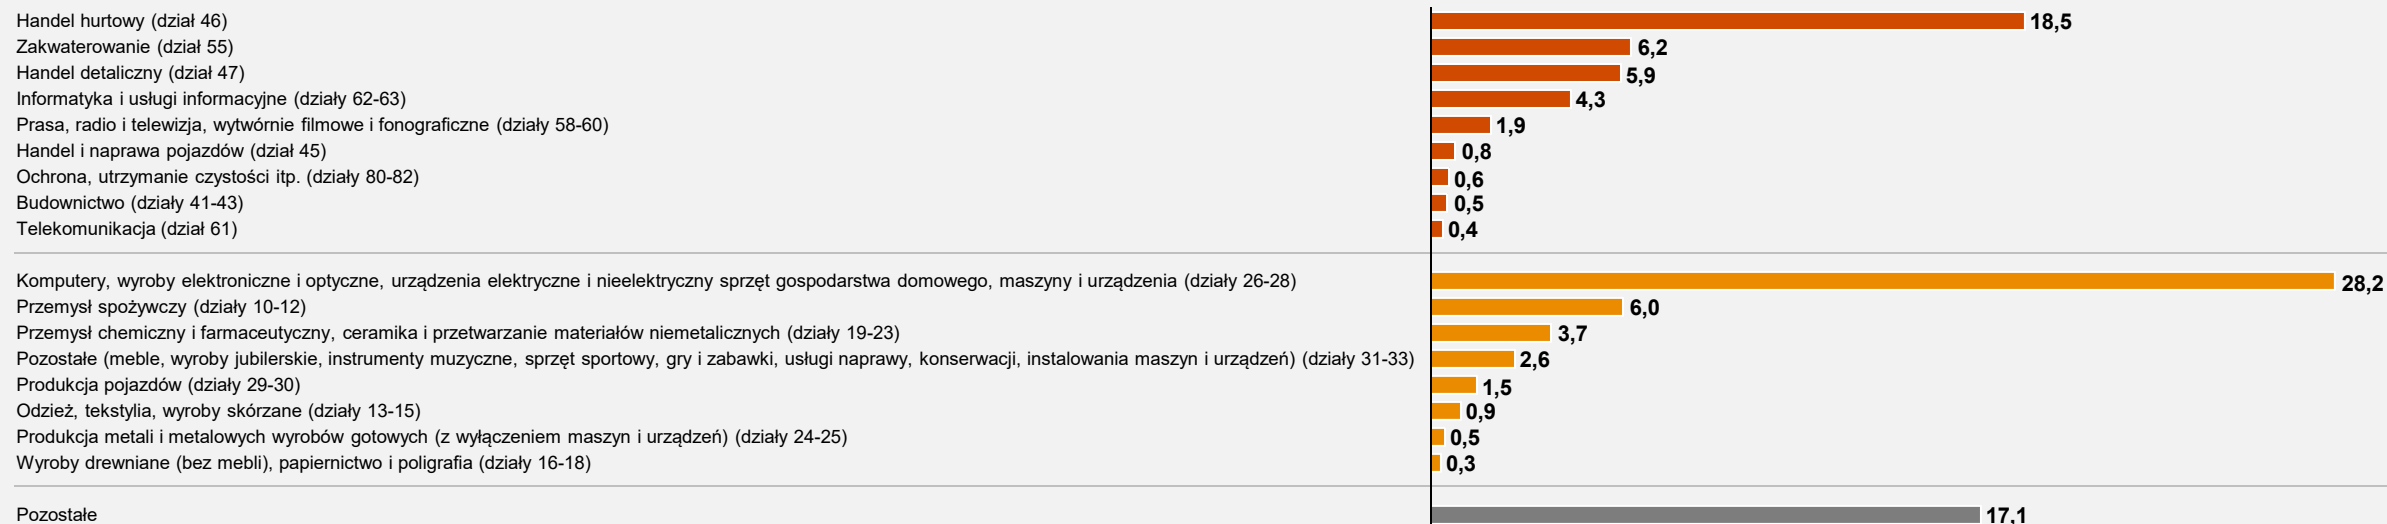 Handel hurtowy (dział 46) 18,5
Zakwaterowanie (dział 55) 6,2
Handel detaliczny (dział 47) 5,9
Informatyka i usługi informacyjne (działy 62-63) 4,3
Prasa, radio i telewizja, wytwórnie filmowe i fonograficzne (działy 58-60) 1,9
Handel i naprawa pojazdów (dział 45) 0,8
Ochrona, utrzymanie czystości itp. (działy 80-82) 0,6
Budownictwo (działy 41-43) 0,5
Telekomunikacja (dział 61) 0,4
Komputery, wyroby elektroniczne i optyczne, urządzenia elektryczne i nieelektryczny sprzęt gospodarstwa domowego, maszyny i urządzenia (działy 26-28) 28,2
Przemysł spożywczy (działy 10-12) 6,0
Przemysł chemiczny i farmaceutyczny, ceramika i przetwarzanie materiałów niemetalicznych (działy 19-23) 3,7
Pozostałe (meble, wyroby jubilerskie, instrumenty muzyczne, sprzęt sportowy, gry i zabawki, usługi naprawy, konserwacji, instalowania maszyn i urządzeń) (działy 31-33) 2,6
Produkcja pojazdów (działy 29-30) 1,5
Odzież, tekstylia, wyroby skórzane (działy 13-15) 0,9
Produkcja metali i metalowych wyrobów gotowych (z wyłączeniem maszyn i urządzeń) (działy 24-25) 0,5
Wyroby drewniane (bez mebli), papiernictwo i poligrafia (działy 16-18) 0,3
Pozostałe 17,1